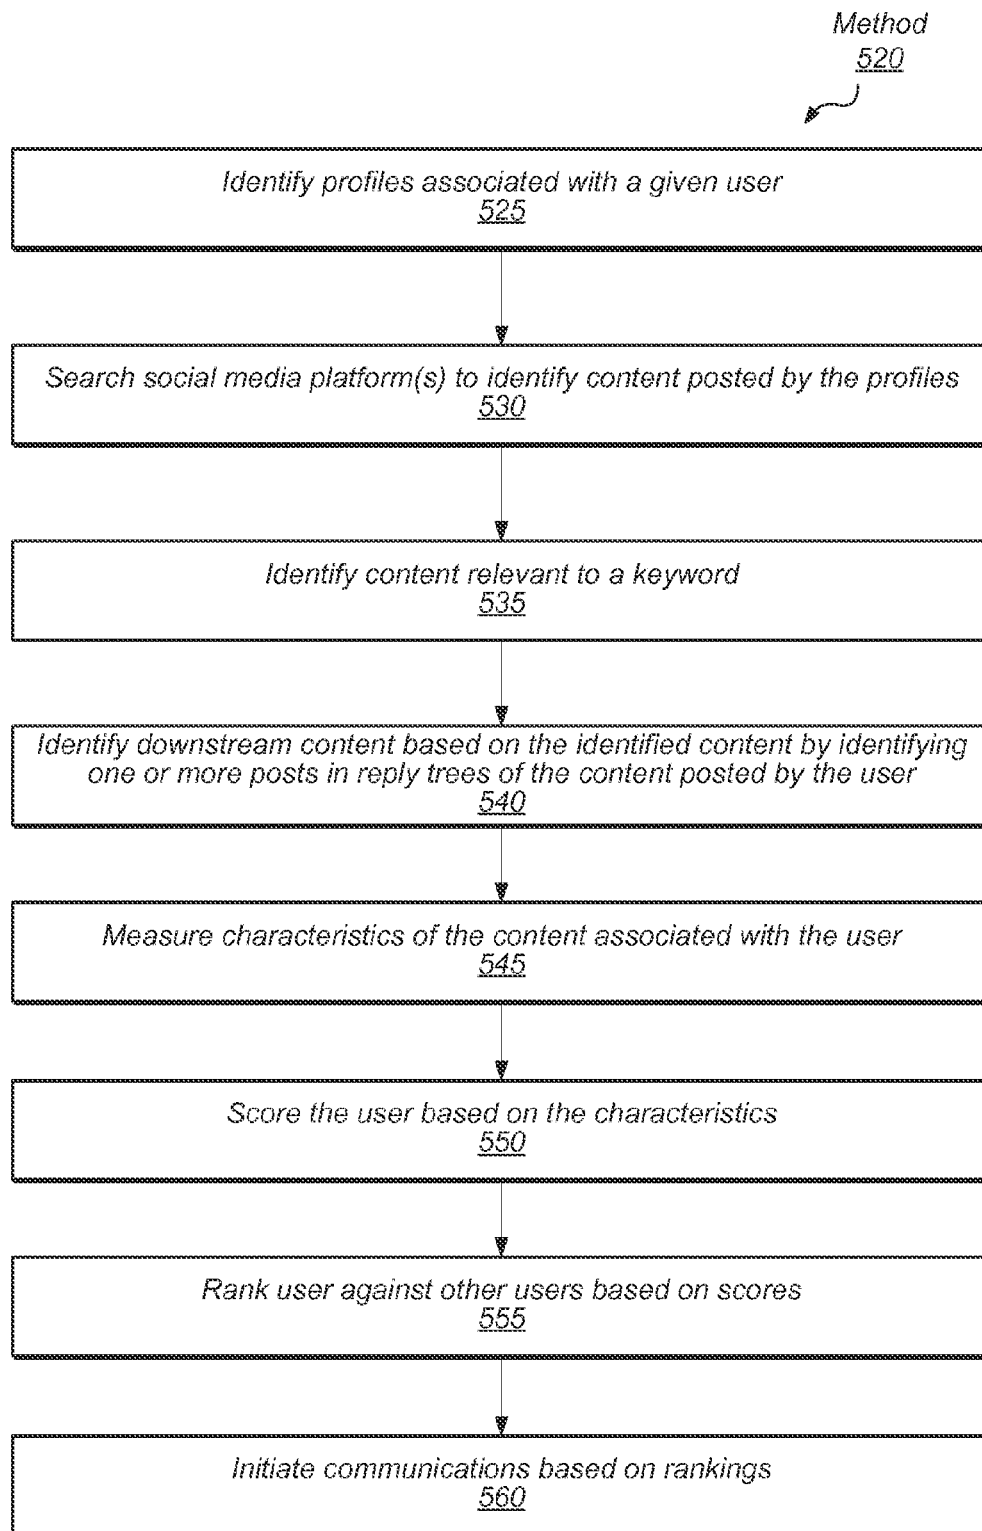 Method
520
Identify profiles associated with a given user
525
Search social media platform(s) to identify content posted by the profiles
530
Identify content relevant to a keyword
535
Identify downstream content based on the identified content by identifying
one or more posts in reply trees of the content posted by the user
540
Measure characteristics of the content associated with the user
545
Score the user based on the characteristics
550
Rank user against other users based on scores
555
Initiate communications based on rankings
560